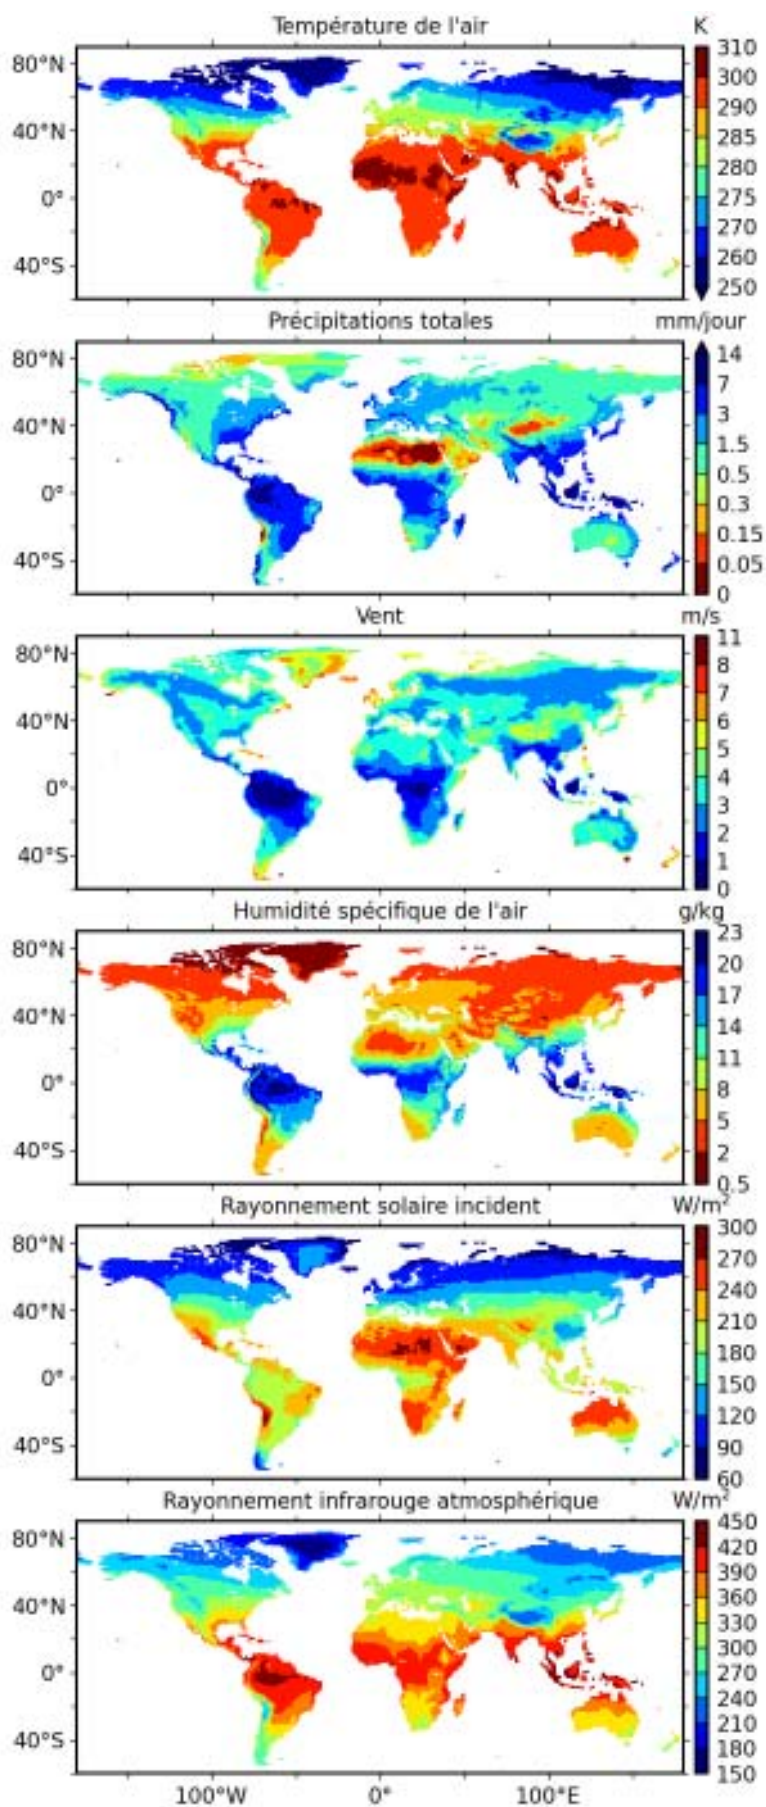 Température de l'air K
80°N
40°N
0°
40°S
310
300
290
285
280
275
270
260
250
Précipitations totales mm/jour
80°N
40°N
0°
40°S
14
7
3
1.5
0.5
0.3
0.15
0.05
0
Vent m/s
80°N
40°N
0°
40°S
11
8
7
6
5
4
3
2
1
0
Humidité spécifique de l'air g/kg
80°N
40°N
0°
40°S
23
20
17
14
11
8
5
2
0.5
Rayonnement solaire incident W/m²
80°N
40°N
0°
40°S
300
270
240
210
180
150
120
90
60
Rayonnement infrarouge atmosphérique W/m²
80°N
40°N
0°
40°S
450
420
390
360
330
300
270
240
210
180
150
100°W 0° 100°E